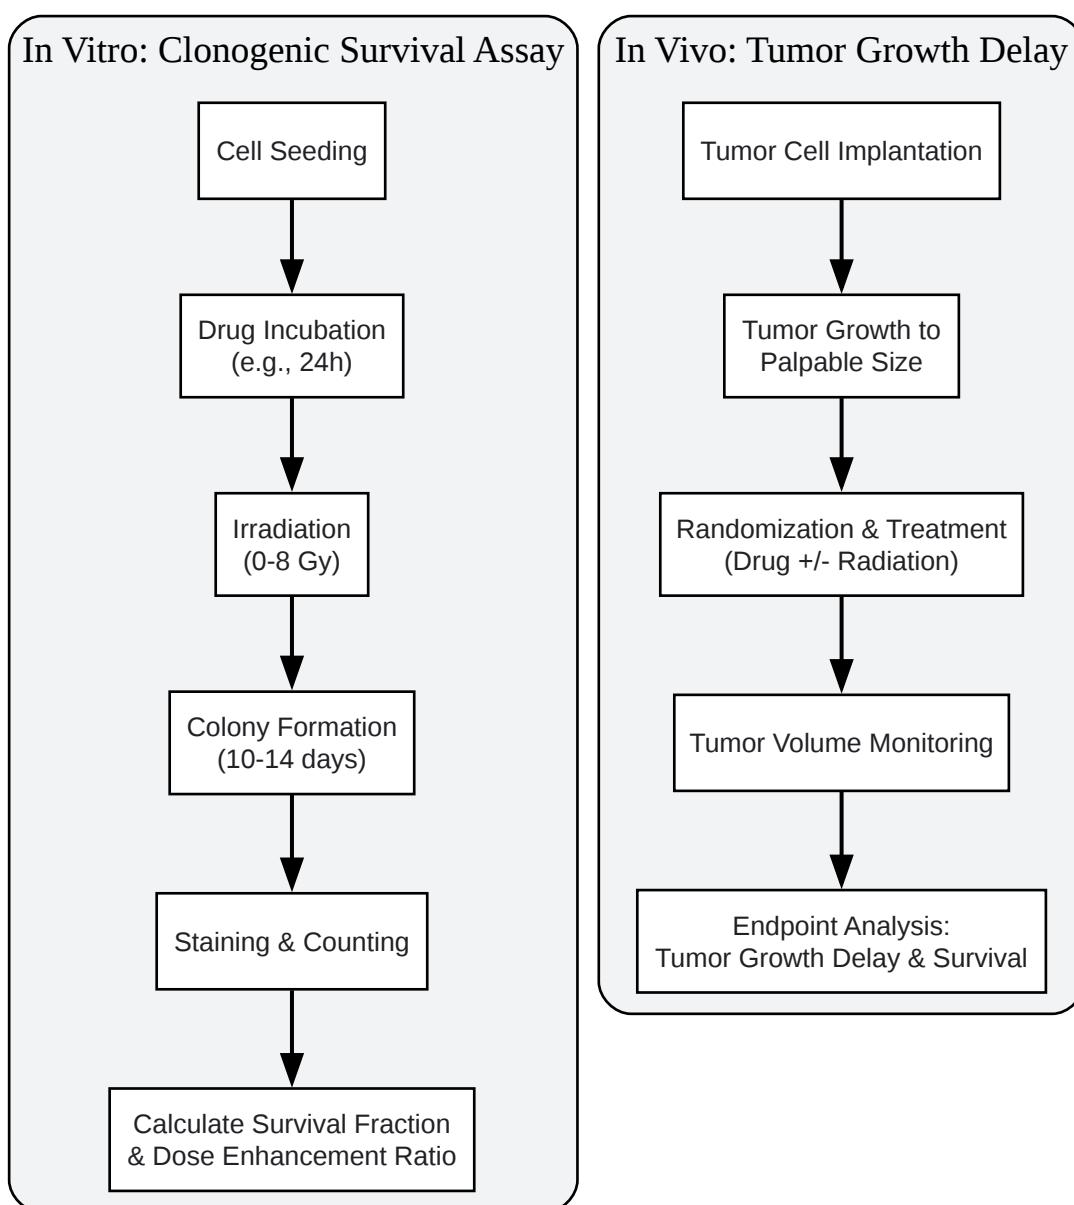 In Vitro: Clonogenic Survival Assay
Cell Seeding
Drug Incubation
(e.g., 24h)
Irradiation
(0-8 Gy)
Colony Formation
(10-14 days)
Staining & Counting
Calculate Survival Fraction
& Dose Enhancement Ratio
In Vivo: Tumor Growth Delay
Tumor Cell Implantation
Tumor Growth to
Palpable Size
Randomization & Treatment
(Drug +/- Radiation)
Tumor Volume Monitoring
Endpoint Analysis:
Tumor Growth Delay & Survival